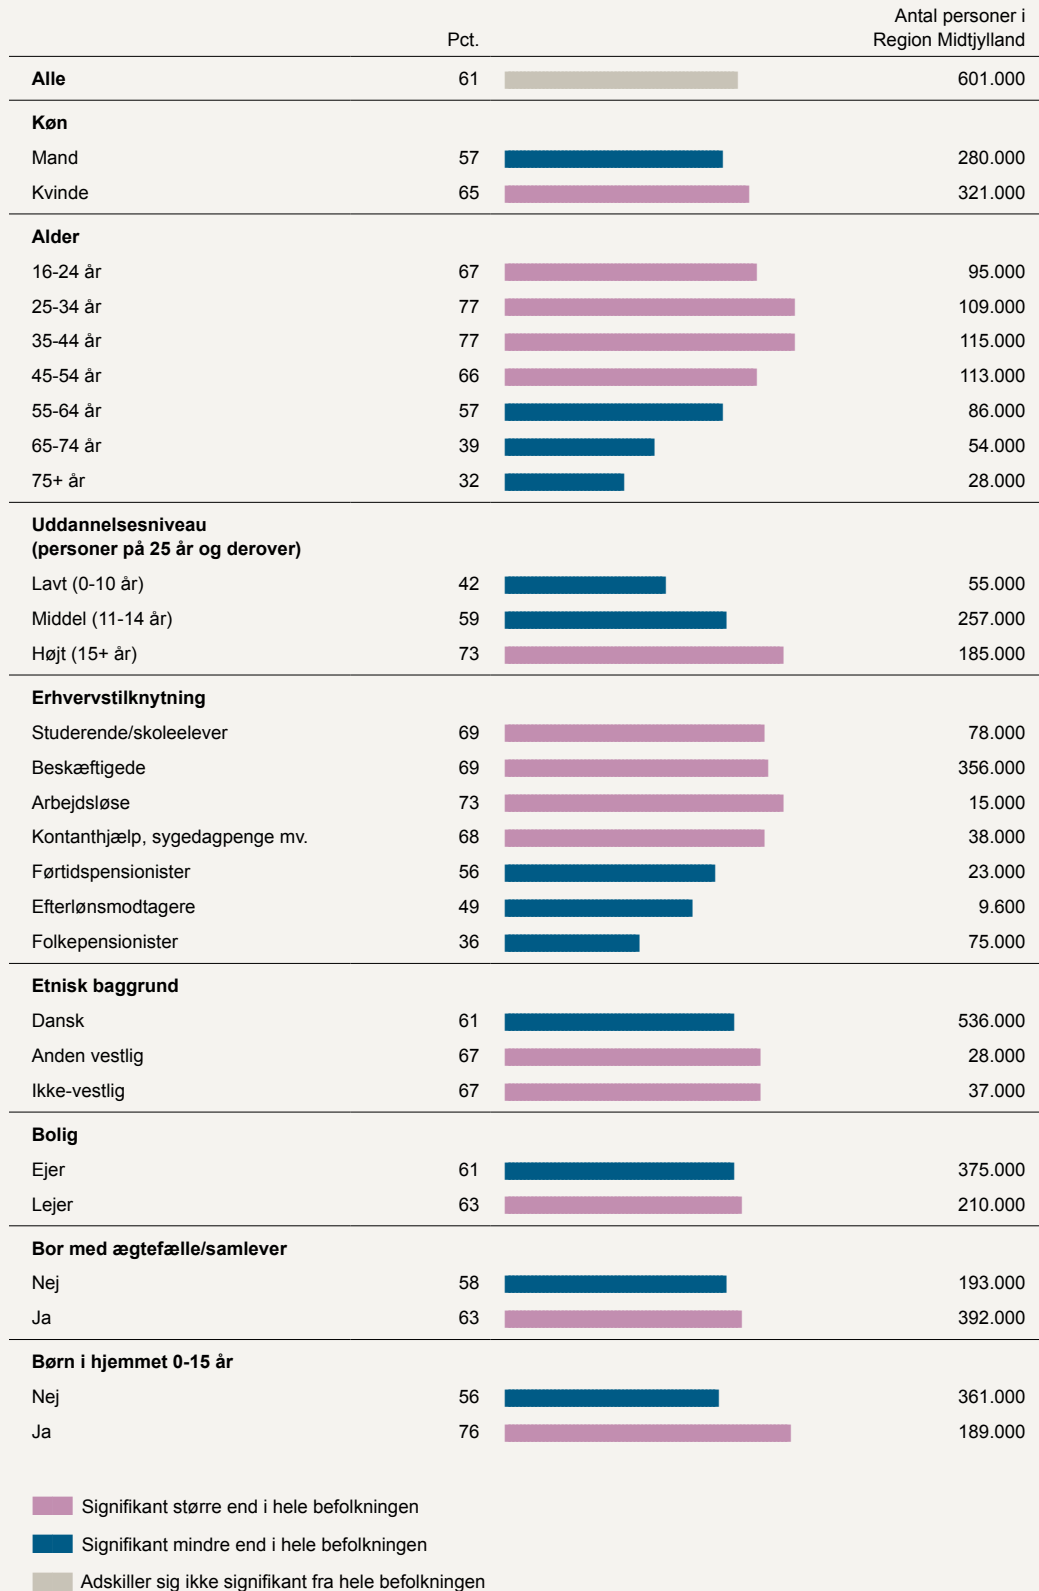 Pct.
Antal personer i
Region Midtjylland
Alle 61 601.000
Køn
Mand 57 280.000
Kvinde 65 321.000
Alder
16-24 år 67 95.000
25-34 år 77 109.000
35-44 år 77 115.000
45-54 år 66 113.000
55-64 år 57 86.000
65-74 år 39 54.000
75+ år 32 28.000
Uddannelsesniveau
(personer på 25 år og derover)
Lavt (0-10 år) 42 55.000
Middel (11-14 år) 59 257.000
Højt (15+ år) 73 185.000
Erhvervstilknytning
Studerende/skoleelever 69 78.000
Beskæftigede 69 356.000
Arbejdsløse 73 15.000
Kontanthjælp, sygedagpenge mv. 68 38.000
Førtidspensionister 56 23.000
Efterlønsmodtagere 49 9.600
Folkepensionister 36 75.000
Etnisk baggrund
Dansk 61 536.000
Anden vestlig 67 28.000
Ikke-vestlig 67 37.000
Bolig
Ejer 61 375.000
Lejer 63 210.000
Bor med ægtefælle/samlever
Nej 58 193.000
Ja 63 392.000
Børn i hjemmet 0-15 år
Nej 56 361.000
Ja 76 189.000
Signifikant større end i hele befolkningen
Signifikant mindre end i hele befolkningen
Adskiller sig ikke signifikant fra hele befolkningen